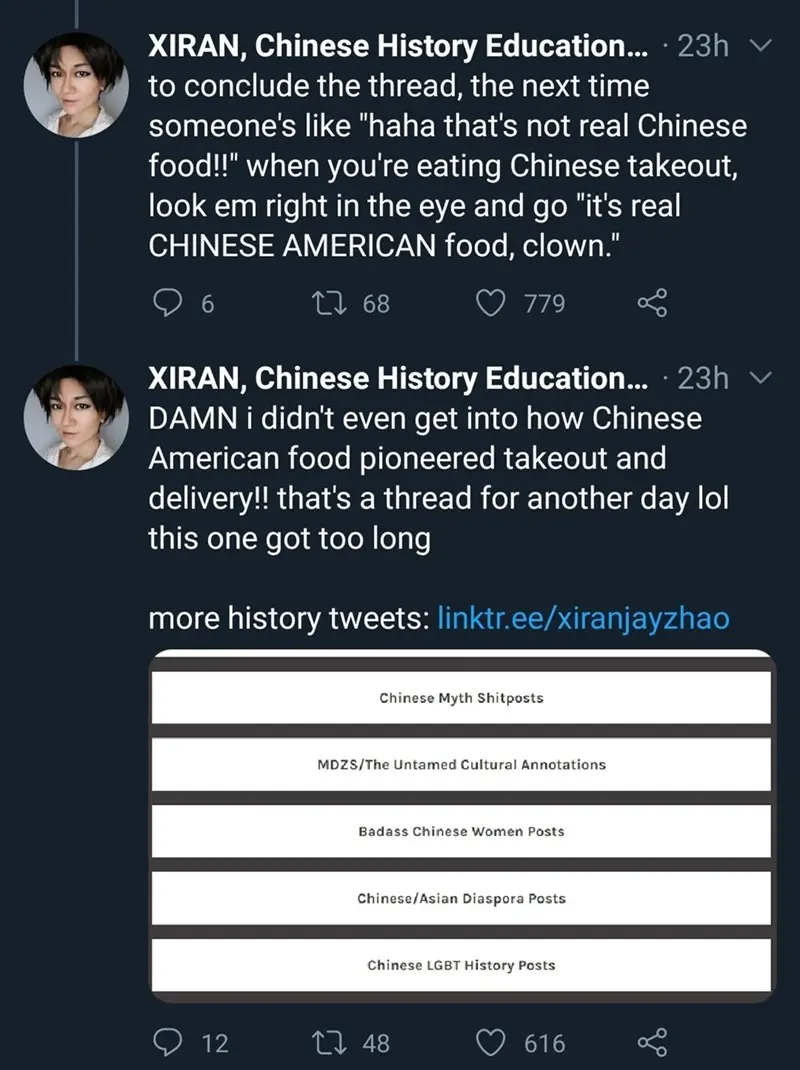 XIRAN, Chinese History Education... · 23h
to conclude the thread, the next time
someone's like "haha that's not real Chinese
food!!" when you're eating Chinese takeout,
look em right in the eye and go "it's real
CHINESE AMERICAN food, clown."
6 68 779
XIRAN, Chinese History Education... · 23h
DAMN i didn't even get into how Chinese
American food pioneered takeout and
delivery!! that's a thread for another day lol
this one got too long
more history tweets: linktr.ee/xiranjayzhao
Chinese Myth Shitposts
MDZS/The Untamed Cultural Annotations
Badass Chinese Women Posts
Chinese/Asian Diaspora Posts
Chinese LGBT History Posts
12 48 616